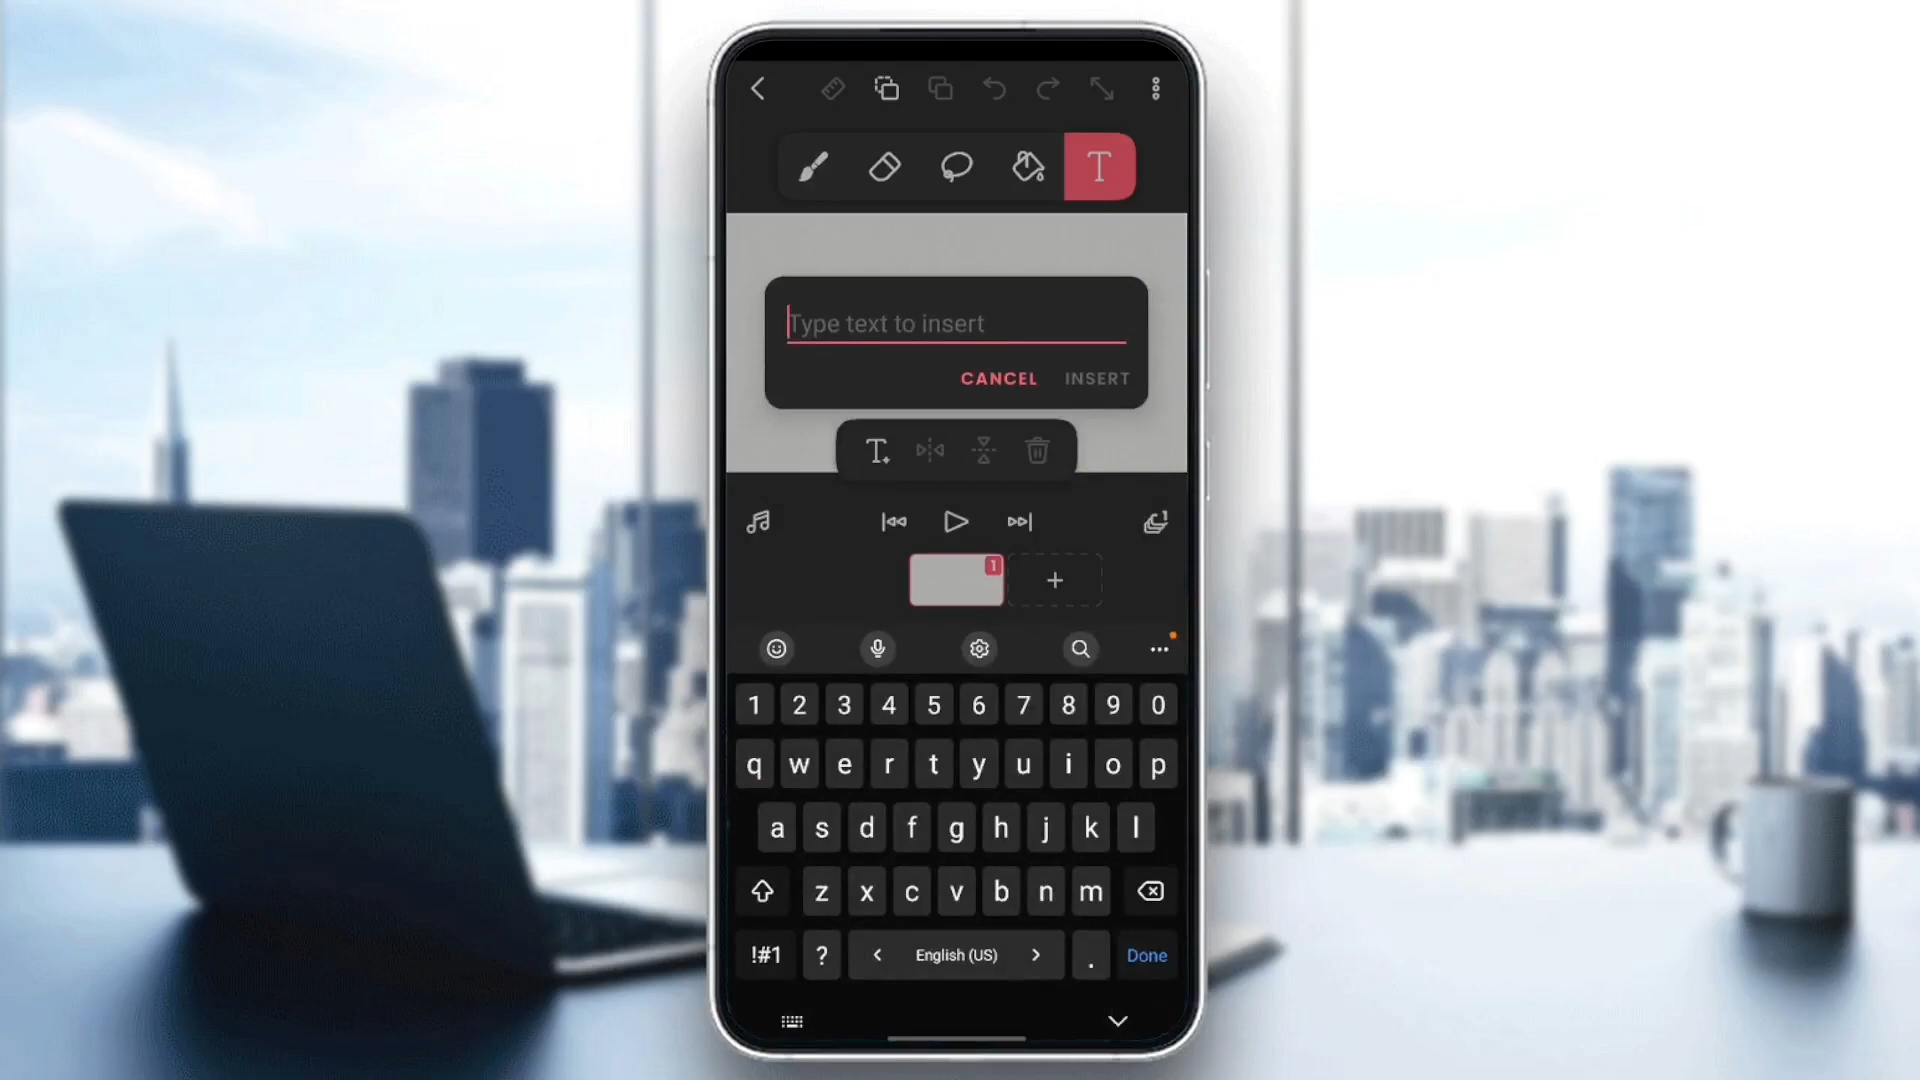 T
Type text to insert
CANCEL INSERT
T
1
+
1 2 3 4 5 6 7 8 9 0
q w e r t y u i o p
a s d f g h j k l
z x c v b n m
!#1 ? < English (US) > . Done